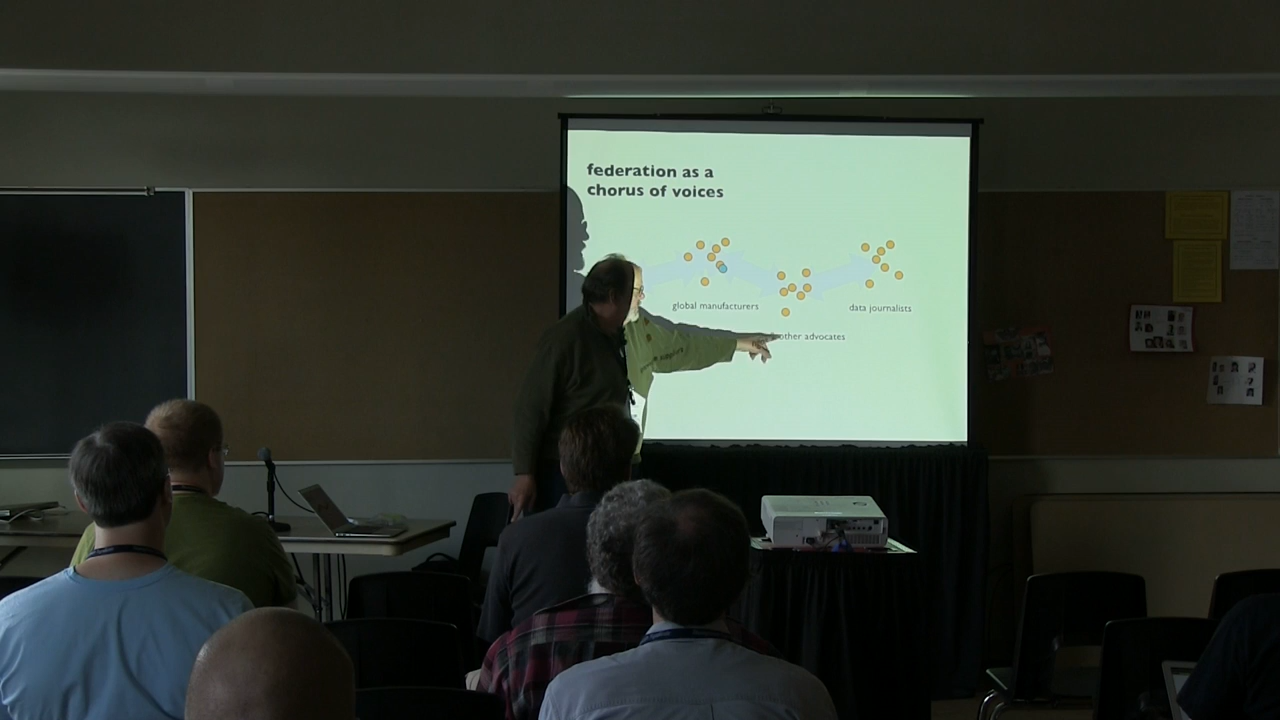 federation as a
chorus of voices
global manufacturers
data journalists
other advocates